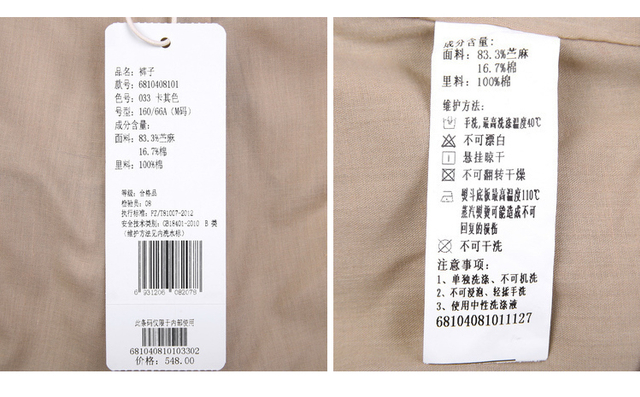 品名: 裤子
款号: 6810408101
色号: 033 卡其色
号型: 160/66A (M码)
成分含量:
面料: 83.3%苎麻
16.7%棉
里料: 100%棉
等级: 合格品
检验员: 08
执行标准: FZ/T81007-2012
安全技术类别: GB18401-2010 B 类
(维护方法见内洗水标)
6931206 082078
此条码仅限于内部使用
681040810103302
价格: 548.00
成分含量:
面料: 83.3%苎麻
16.7%棉
里料: 100%棉
维护方法:
手洗,最高洗涤温度40℃
不可漂白
悬挂晾干
不可翻转干燥
熨斗底板最高温度110℃
蒸汽熨烫可能造成不可
回复的损伤
不可干洗
注意事项:
1、单独洗涤、不可机洗
2、不可浸泡、轻揉手洗
3、使用中性洗涤液
68104081011127